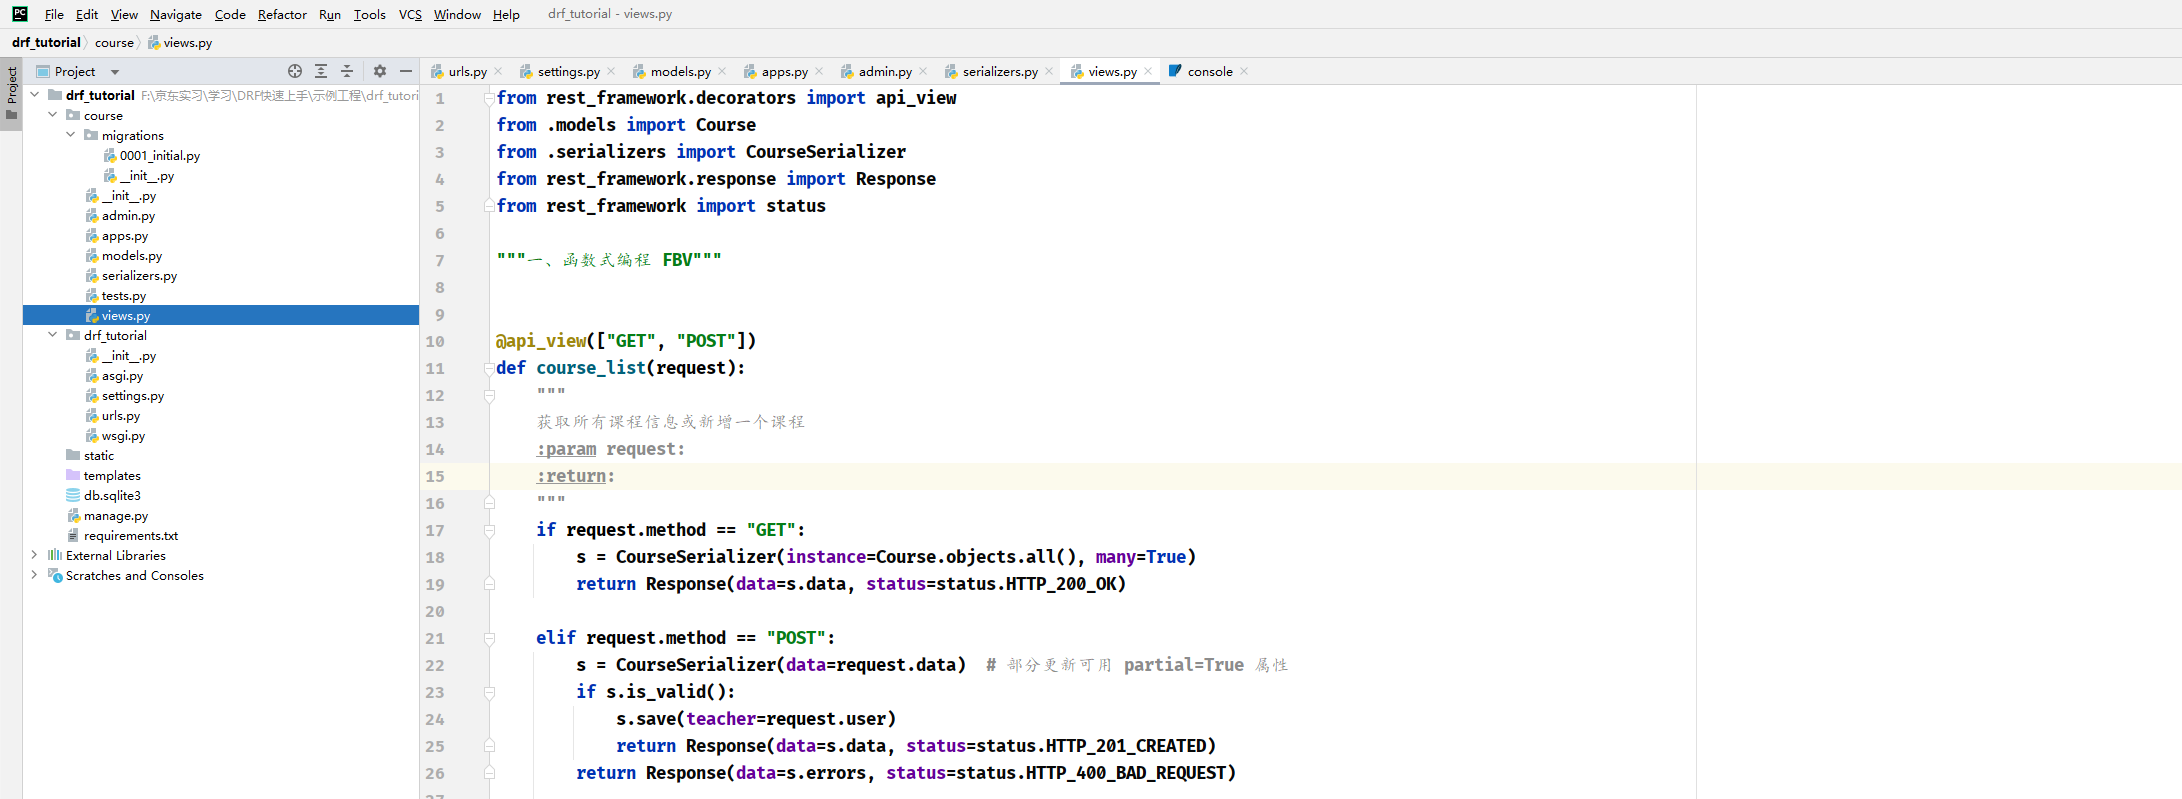 PC File Edit View Navigate Code Refactor Run Tools VCS Window Help drf_tutorial - views.py
drf_tutorial course views.py
Project
Project
drf_tutorial F:\京东实习\学习\DRF快速上手\示例工程\drf_tutori
course
migrations
0001_initial.py
__init__.py
__init__.py
admin.py
apps.py
models.py
serializers.py
tests.py
views.py
drf_tutorial
__init__.py
asgi.py
settings.py
urls.py
wsgi.py
static
templates
db.sqlite3
manage.py
requirements.txt
External Libraries
Scratches and Consoles
urls.py settings.py models.py apps.py admin.py serializers.py views.py console
1 from rest_framework.decorators import api_view
2 from .models import Course
3 from .serializers import CourseSerializer
4 from rest_framework.response import Response
5 from rest_framework import status
6
7 """一、函数式编程 FBV"""
8
9
10 @api_view(["GET", "POST"])
11 def course_list(request):
12     """
13     获取所有课程信息或新增一个课程
14     :param request:
15     :return:
16     """
17     if request.method == "GET":
18         s = CourseSerializer(instance=Course.objects.all(), many=True)
19         return Response(data=s.data, status=status.HTTP_200_OK)
20
21     elif request.method == "POST":
22         s = CourseSerializer(data=request.data)  # 部分更新可用 partial=True 属性
23         if s.is_valid():
24             s.save(teacher=request.user)
25             return Response(data=s.data, status=status.HTTP_201_CREATED)
26         return Response(data=s.errors, status=status.HTTP_400_BAD_REQUEST)
27